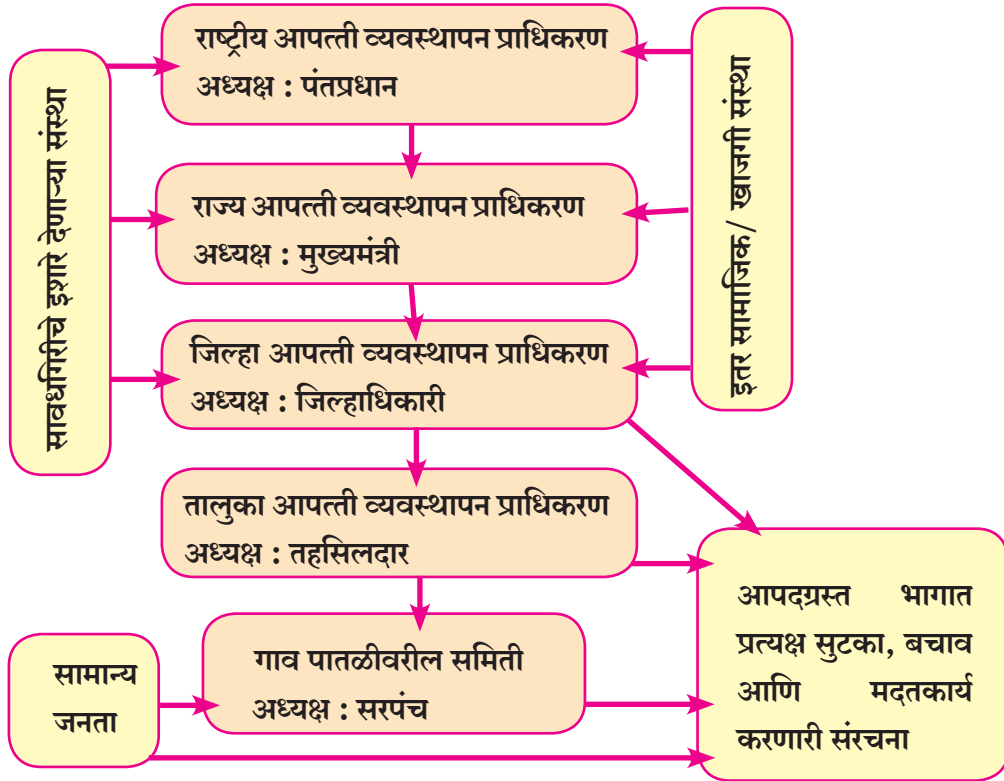 राष्ट्रीय आपत्ती व्यवस्थापन प्राधिकरण
अध्यक्ष : पंतप्रधान
सावधगिरीचे इशारे देणाऱ्या संस्था
इतर सामाजिक/ खाजगी संस्था
राज्य आपत्ती व्यवस्थापन प्राधिकरण
अध्यक्ष : मुख्यमंत्री
जिल्हा आपत्ती व्यवस्थापन प्राधिकरण
अध्यक्ष : जिल्हाधिकारी
तालुका आपत्ती व्यवस्थापन प्राधिकरण
अध्यक्ष : तहसिलदार
गाव पातळीवरील समिती
अध्यक्ष : सरपंच
सामान्य
जनता
आपदग्रस्त भागात
प्रत्यक्ष सुटका, बचाव
आणि मदतकार्य
करणारी संरचना